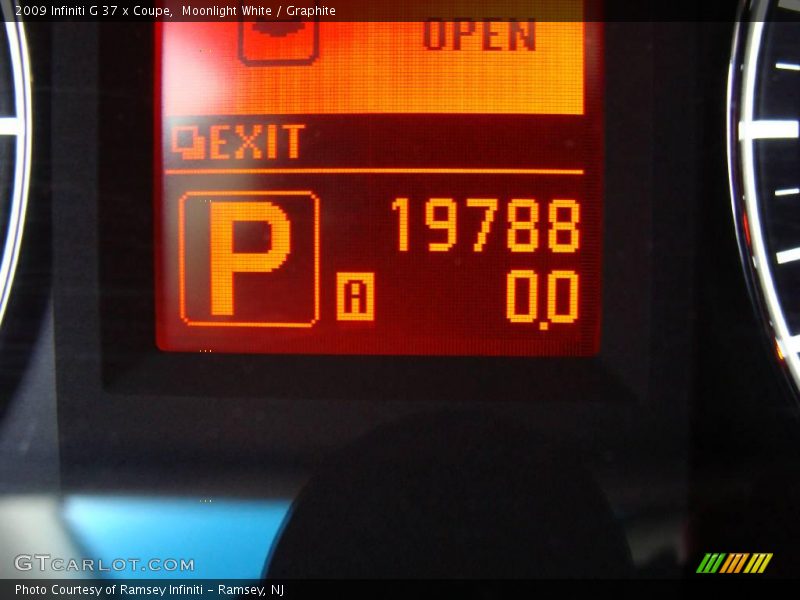 2009 Infiniti G 37 x Coupe,  Moonlight White / Graphite
OPEN
EXIT
P
19788
A
0.0
GTCARLOT.COM
Photo Courtesy of Ramsey Infiniti - Ramsey, NJ